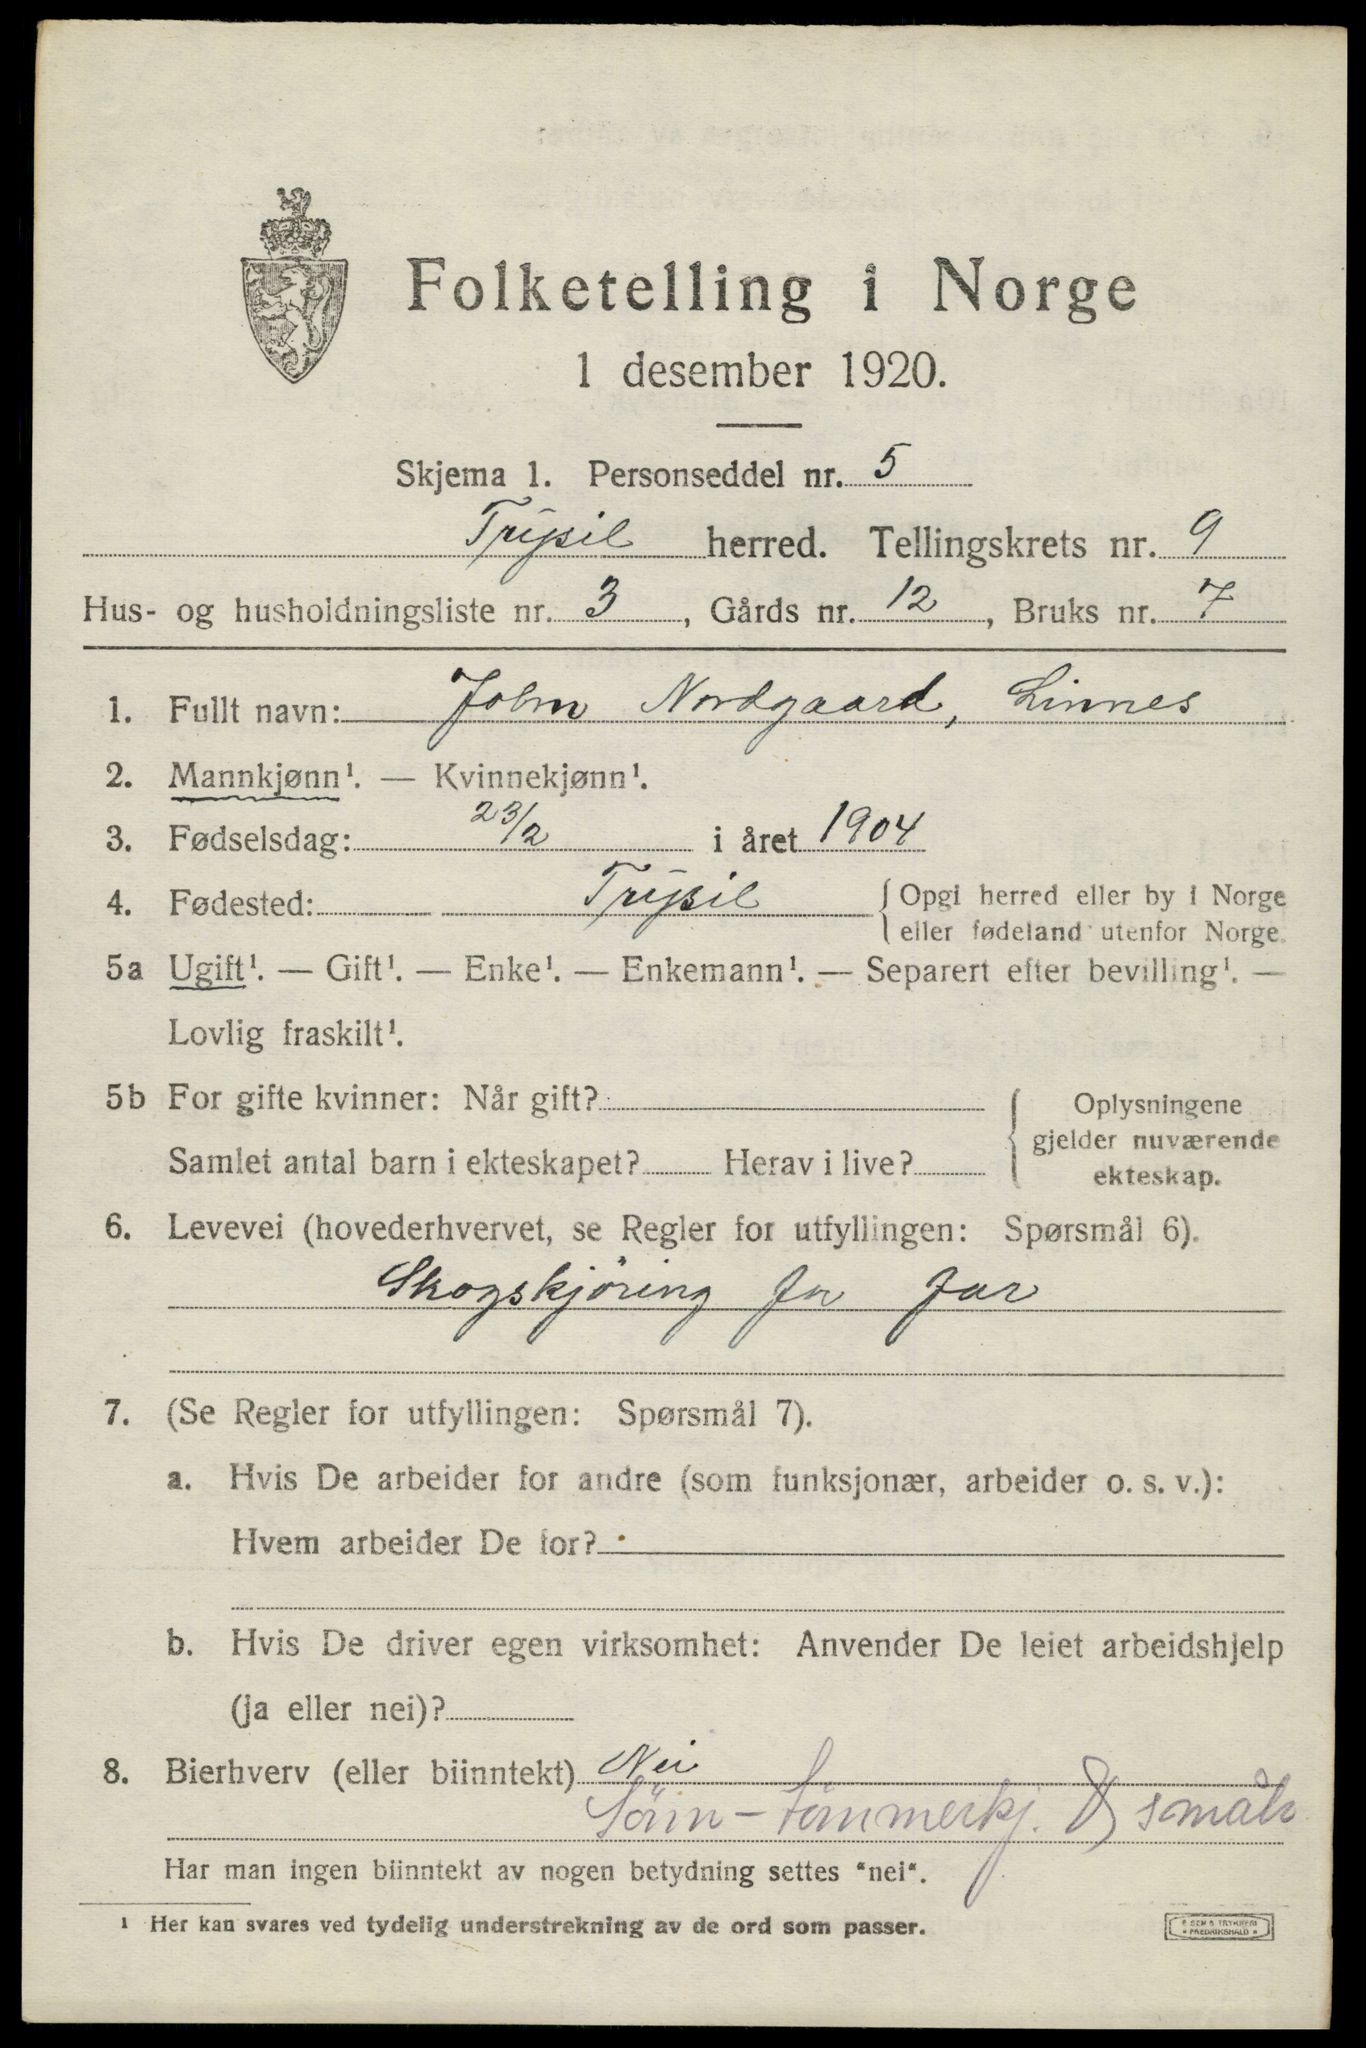 Folketelling i Norge
1 desember 1920.
Skjema 1. Personseddel nr. 5
Trysil herred. Tellingskrets nr. 9
Hus- og husholdningsliste nr. 3, Gårds nr. 12, Bruks nr. 7
1. Fullt navn: John Nordgaard, Linnes
2. Mannkjønn¹. — Kvinnekjønn¹.
3. Fødselsdag: 23/2 i året 1904
4. Fødested: Trysil { Opgi herred eller by i Norge
eller fødeland utenfor Norge.
5a Ugift¹. — Gift¹. — Enke¹. — Enkemann¹. — Separert efter bevilling¹. —
Lovlig fraskilt¹.
5b For gifte kvinner: Når gift? { Oplysningene
gjelder nuværende
Samlet antal barn i ekteskapet? Herav i live? ekteskap.
6. Levevei (hovederhvervet, se Regler for utfyllingen: Spørsmål 6).
Skogskjöring for far
7. (Se Regler for utfyllingen: Spørsmål 7).
a. Hvis De arbeider for andre (som funksjonær, arbeider o. s. v.):
Hvem arbeider De for?
b. Hvis De driver egen virksomhet: Anvender De leiet arbeidshjelp
(ja eller nei)?
8. Bierhverv (eller biinntekt) Nei
Sönn - tömmerkj.
Har man ingen biinntekt av nogen betydning settes "nei".
¹ Her kan svares ved tydelig understrekning av de ord som passer.
TRYKKERI
FREDRIKSHALD